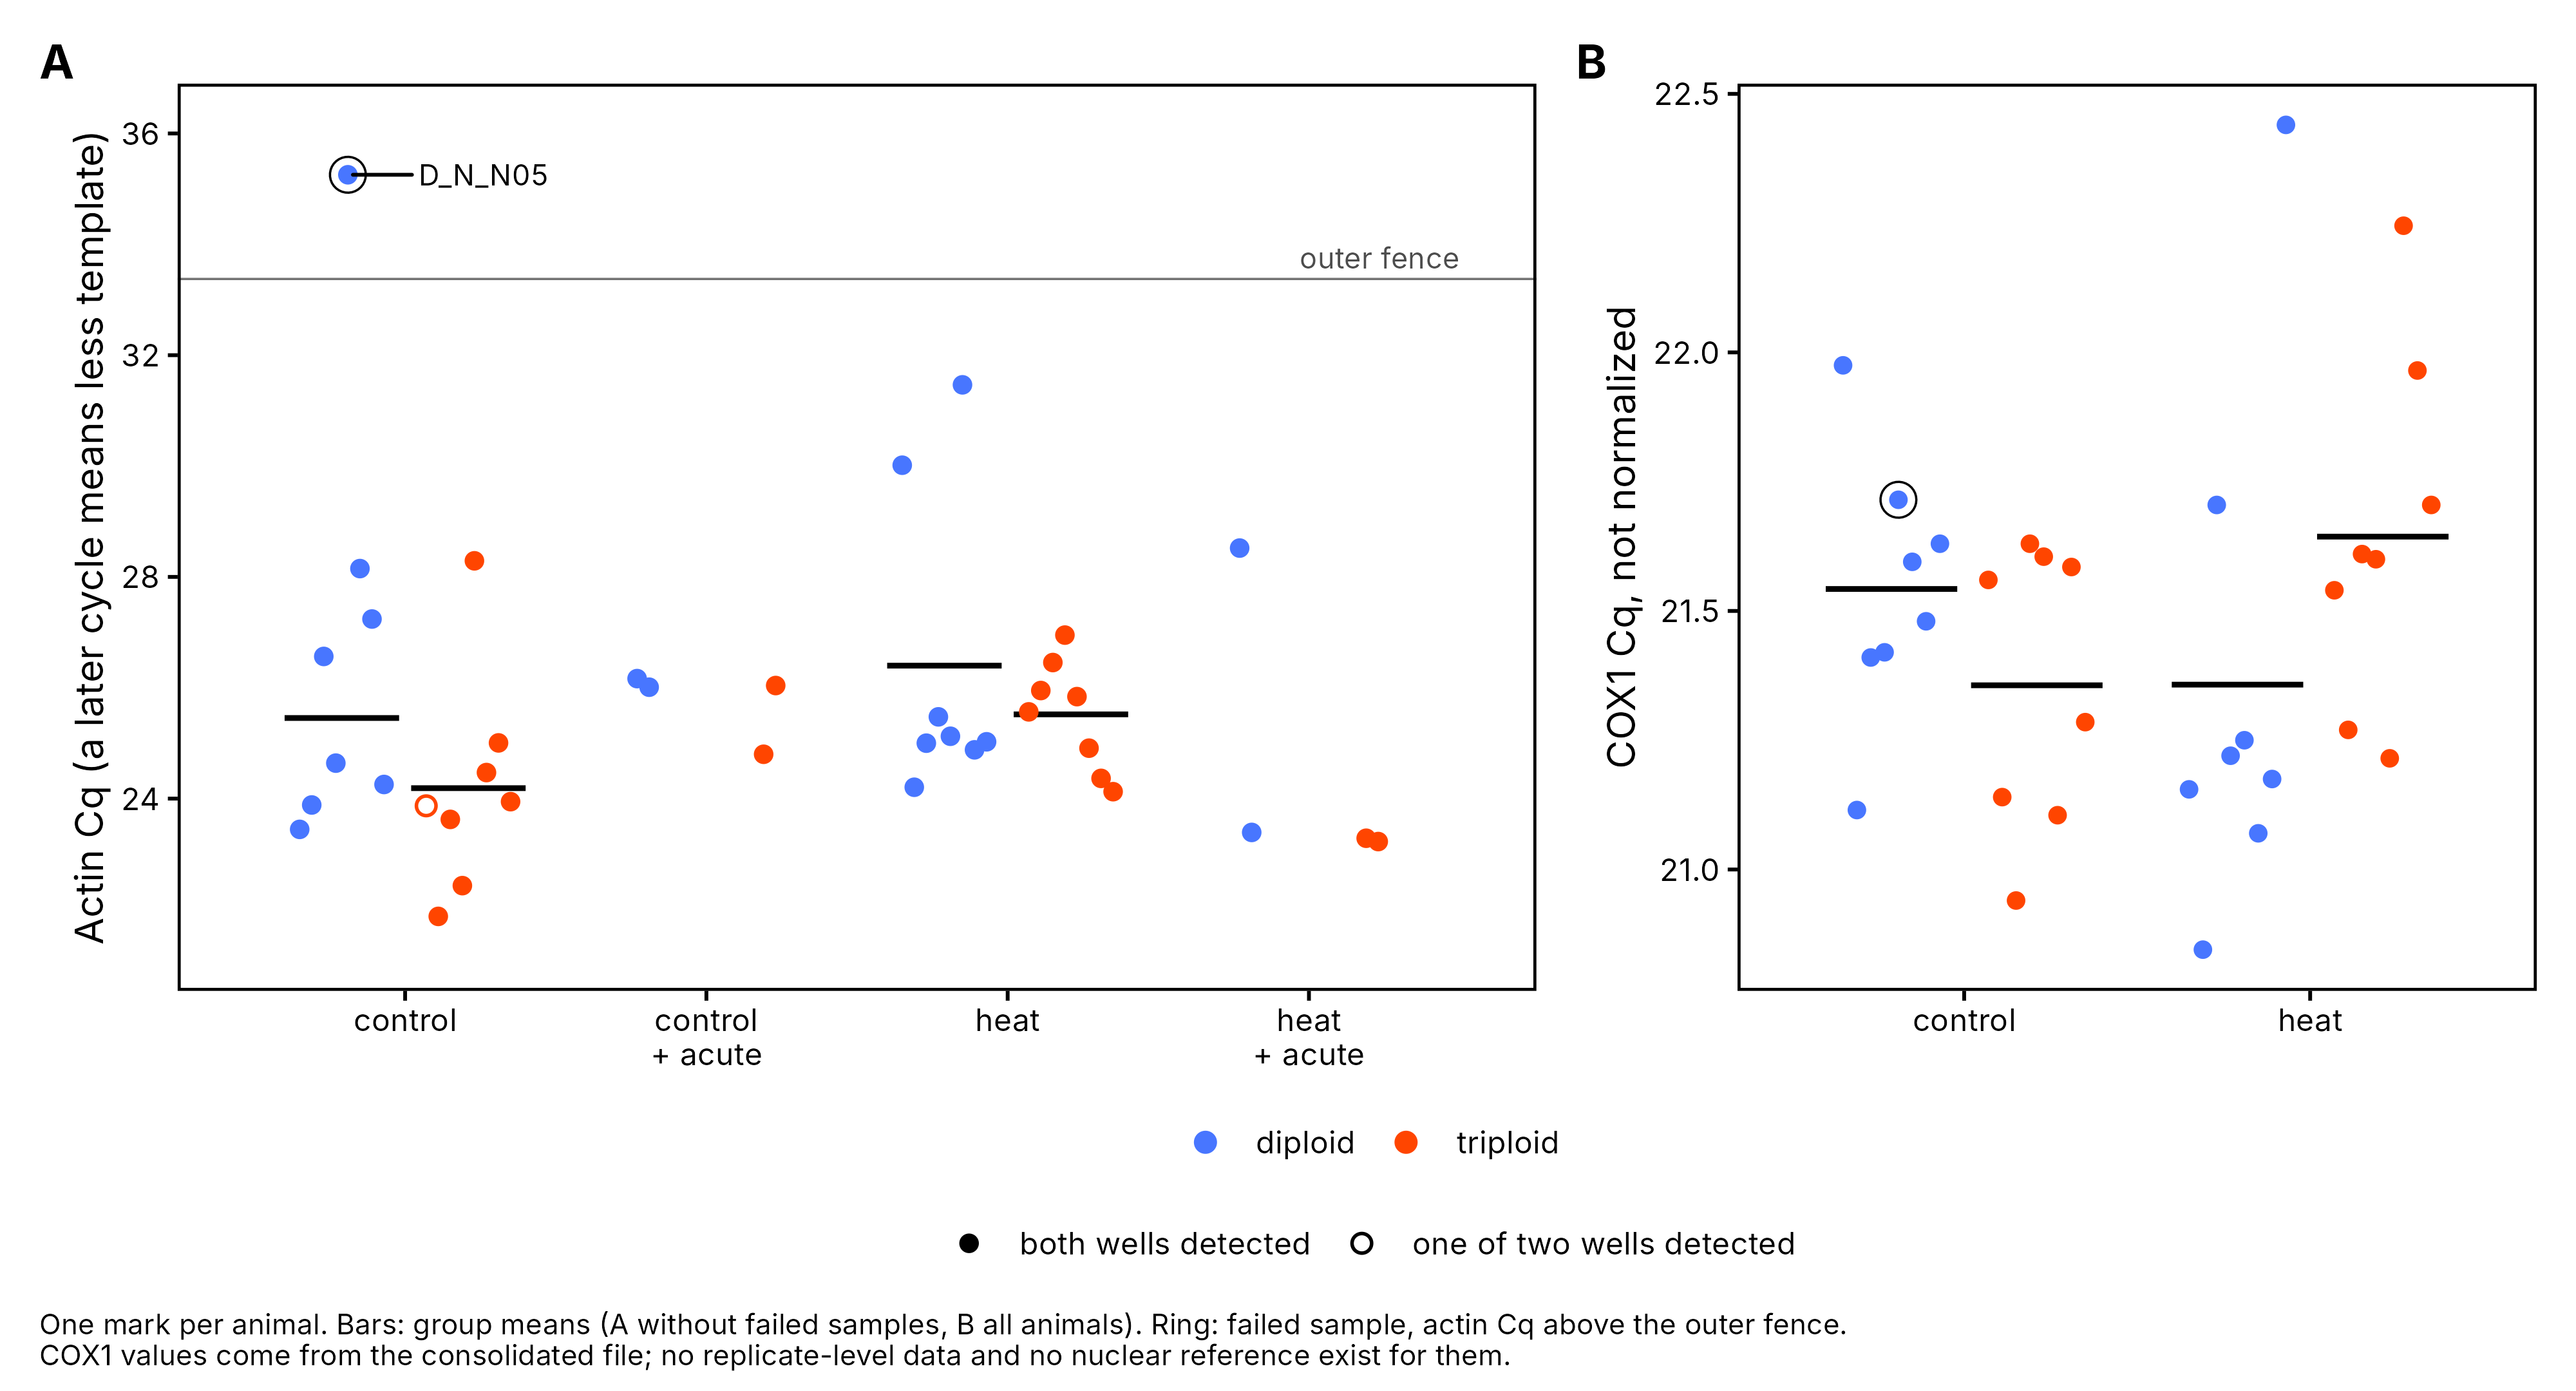 A
Actin Cq (a later cycle means less template)
36
32
28
24
D_N_N05
outer fence
control
control
+ acute
heat
heat
+ acute
B
COX1 Cq, not normalized
22.5
22.0
21.5
21.0
control
heat
diploid
triploid
both wells detected
one of two wells detected
One mark per animal. Bars: group means (A without failed samples, B all animals). Ring: failed sample, actin Cq above the outer fence.
COX1 values come from the consolidated file; no replicate-level data and no nuclear reference exist for them.